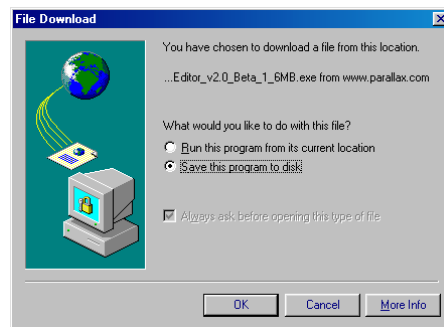 File Download
You have chosen to download a file from this location.
...Editor_v2.0_Beta_1_6MB.exe from www.parallax.com
What would you like to do with this file?
Run this program from its current location
Save this program to disk
Always ask before opening this type of file
OK
Cancel
More Info